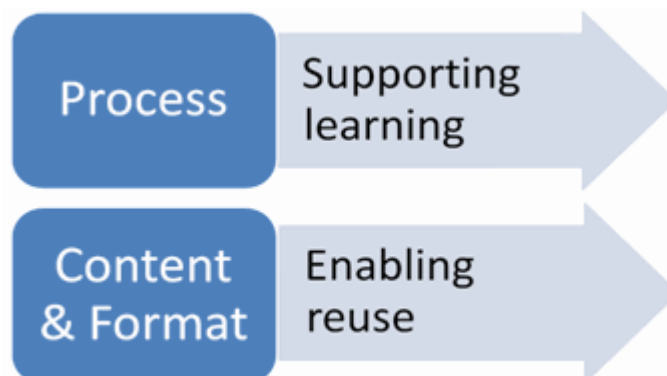 Process
Supporting
learning
Content
& Format
Enabling
reuse